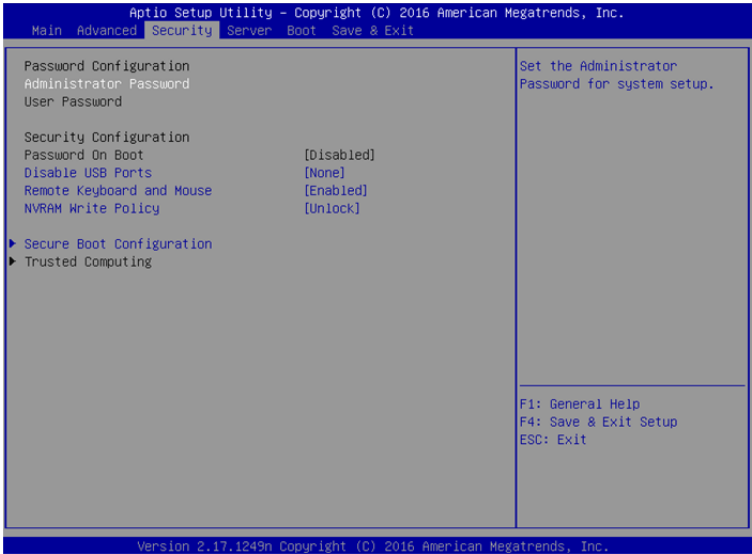 Aptio Setup Utility – Copyright (C) 2016 American Megatrends, Inc.
Main Advanced Security Server Boot Save & Exit
Password Configuration
Administrator Password
User Password
Security Configuration
Password On Boot [Disabled]
Disable USB Ports [None]
Remote Keyboard and Mouse [Enabled]
NVRAM Write Policy [Unlock]
Secure Boot Configuration
Trusted Computing
Set the Administrator
Password for system setup.
F1: General Help
F4: Save & Exit Setup
ESC: Exit
Version 2.17.1249n Copyright (C) 2016 American Megatrends, Inc.